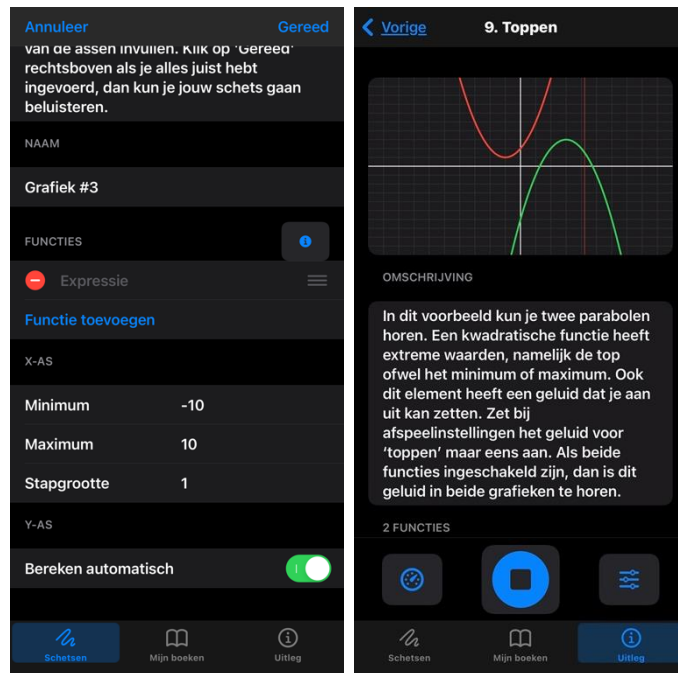 Annuleer Gereed
van de assen invullen. Klik op 'Gereed'
rechtsboven als je alles juist hebt
ingevoerd, dan kun je jouw schets gaan
beluisteren.
NAAM
Grafiek #3
FUNCTIES
Expressie
Functie toevoegen
X-AS
Minimum -10
Maximum 10
Stapgrootte 1
Y-AS
Bereken automatisch
Schetsen Mijn boeken Uitleg
Vorige 9. Toppen
OMSCHRIJVING
In dit voorbeeld kun je twee parabolen
horen. Een kwadratische functie heeft
extreme waarden, namelijk de top
ofwel het minimum of maximum. Ook
dit element heeft een geluid dat je aan
uit kan zetten. Zet bij
afspeelinstellingen het geluid voor
'toppen' maar eens aan. Als beide
functies ingeschakeld zijn, dan is dit
geluid in beide grafieken te horen.
2 FUNCTIES
Schetsen Mijn boeken Uitleg